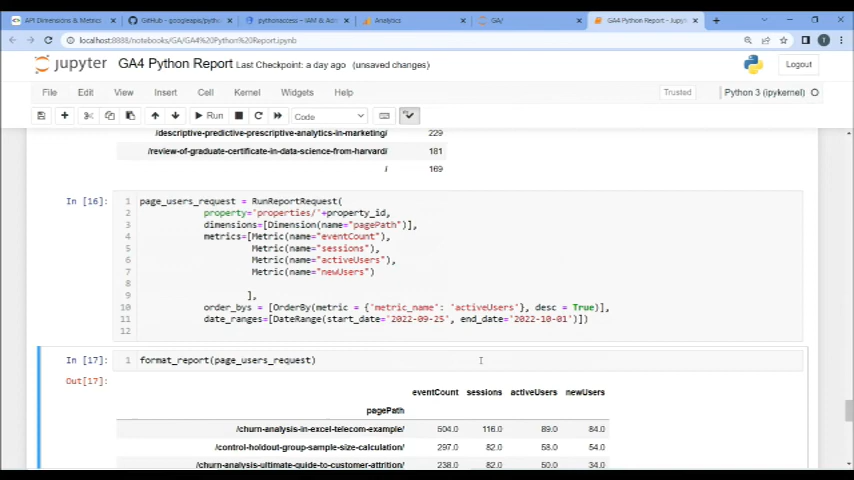 API Dimensions & Metrics
GitHub - googleapis/pytho
pythonaccess – IAM & Ad
Analytics
GA/
GA4 Python Report - Jupyt
localhost:8888/notebooks/GA/GA4%20Python%20Report.ipynb
jupyter GA4 Python Report Last Checkpoint: a day ago (unsaved changes)
Logout
File Edit View Insert Cell Kernel Widgets Help
Trusted
Python 3 (ipykernel)
Run
Code
/descriptive-predictive-prescriptive-analytics-in-marketing/ 229
/review-of-graduate-certificate-in-data-science-from-harvard/ 181
/ 169
In [16]:
1 page_users_request = RunReportRequest(
2 property='properties/'+property_id,
3 dimensions=[Dimension(name="pagePath")],
4 metrics=[Metric(name="eventCount"),
5 Metric(name="sessions"),
6 Metric(name="activeUsers"),
7 Metric(name="newUsers")
8
9 ],
10 order_bys = [OrderBy(metric = {'metric_name': 'activeUsers'}, desc = True)],
11 date_ranges=[DateRange(start_date='2022-09-25', end_date='2022-10-01')])
12
In [17]: 1 format_report(page_users_request)
Out[17]:
eventCount sessions activeUsers newUsers
pagePath
/churn-analysis-in-excel-telecom-example/ 504.0 116.0 89.0 84.0
/control-holdout-group-sample-size-calculation/ 297.0 82.0 58.0 54.0
/churn-analysis-ultimate-guide-to-customer-attrition/ 238.0 82.0 50.0 34.0